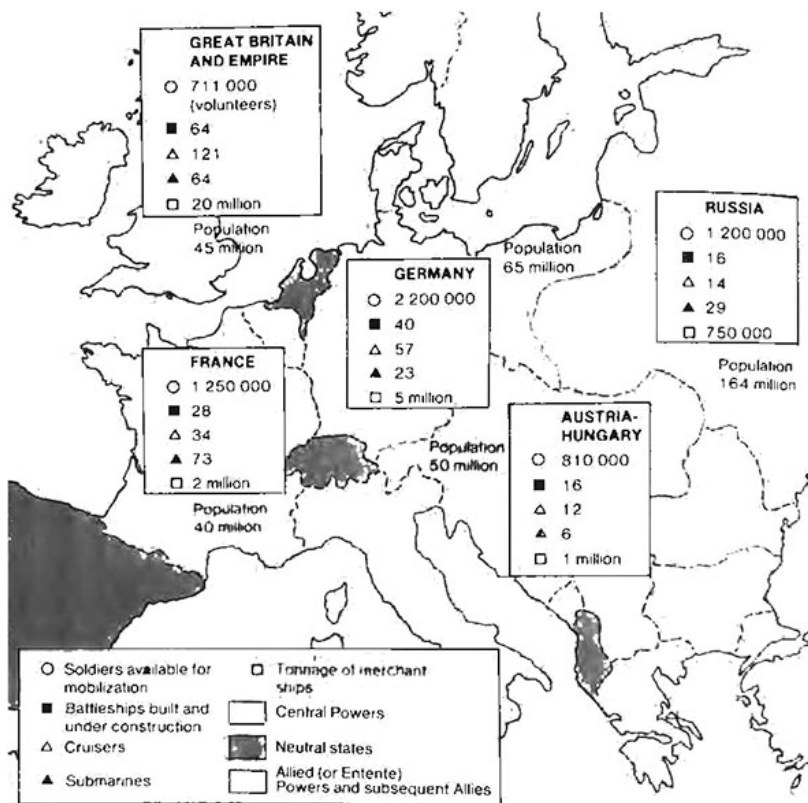 GREAT BRITAIN
AND EMPIRE
711 000
(volunteers)
64
121
64
20 million
Population
45 million
RUSSIA
1 200 000
16
14
29
750 000
Population
164 million
Population
65 million
GERMANY
2 200 000
40
57
23
5 million
FRANCE
1 250 000
28
34
73
2 million
Population
40 million
Population
50 million
AUSTRIA-
HUNGARY
810 000
16
12
6
1 million
Soldiers available for
mobilization
Battleships built and
under construction
Cruisers
Submarines
Tonnage of merchant
ships
Central Powers
Neutral states
Allied (or Entente)
Powers and subsequent Allies